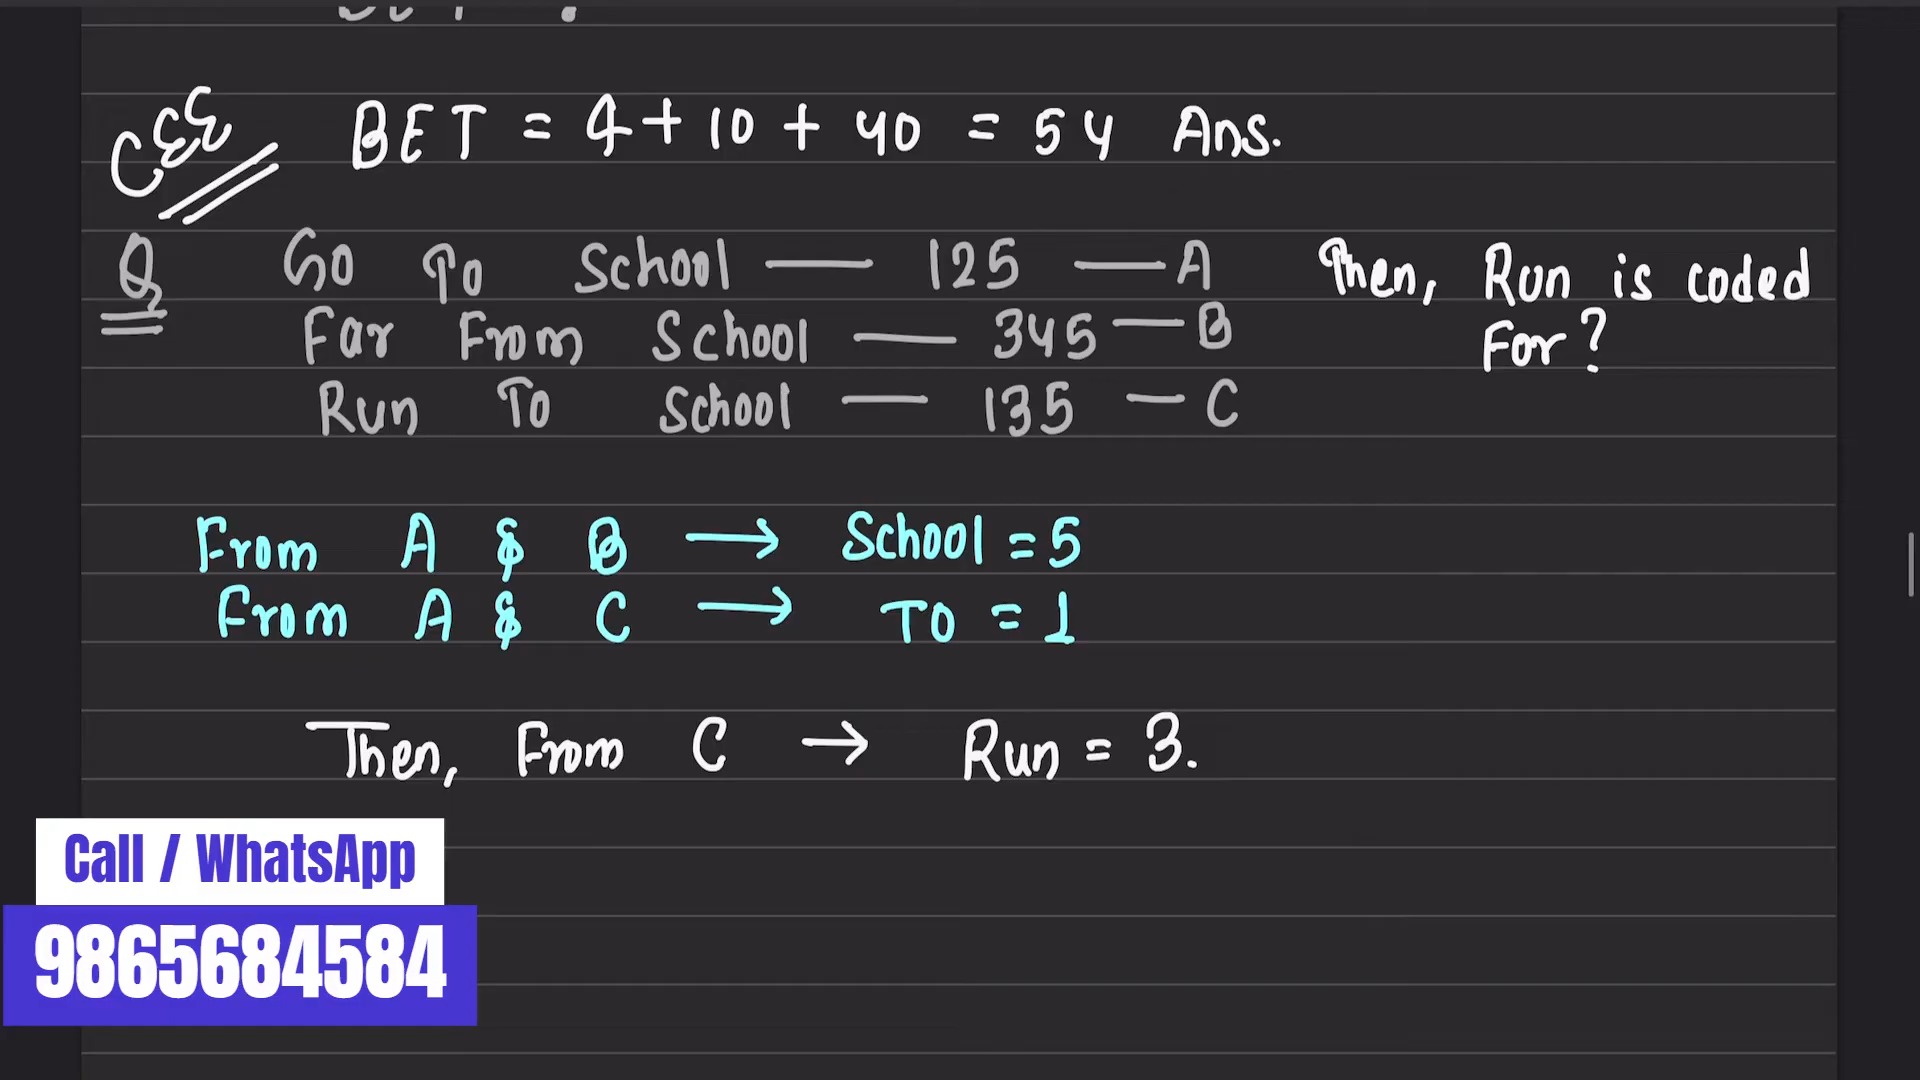 CEE
BET = 4 + 10 + 40 = 54 Ans.
Q Go To School — 125 — A Then, Run is coded
Far From School — 345 — B For?
Run To School — 135 — C
From A & B → School = 5
From A & C → To = 1
Then, From C → Run = 3.
Call / WhatsApp
9865684584